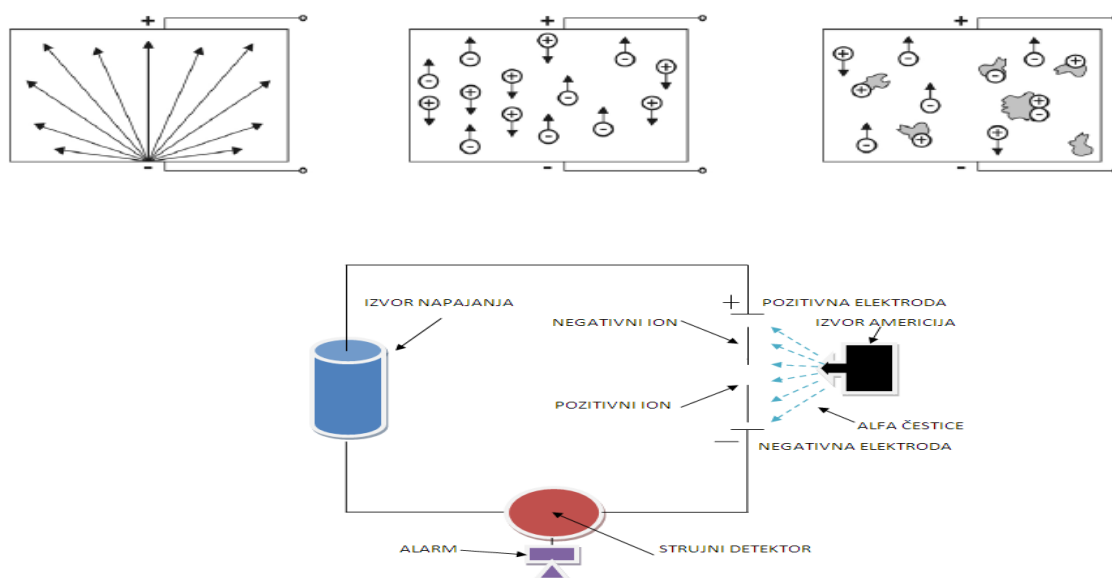 +
+
+
-
-
-
IZVOR NAPAJANJA
+
POZITIVNA ELEKTRODA
NEGATIVNI ION
IZVOR AMERICIJA
POZITIVNI ION
ALFA ČESTICE
—
NEGATIVNA ELEKTRODA
ALARM
STRUJNI DETEKTOR